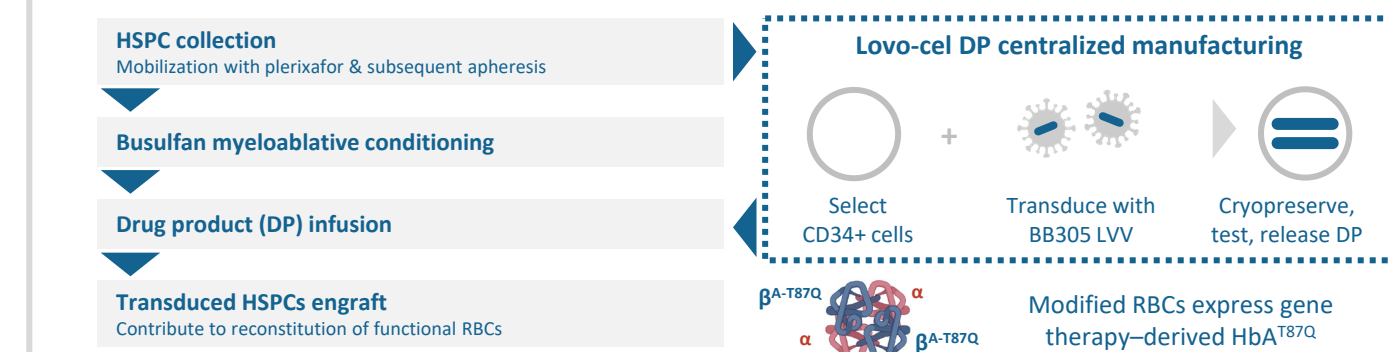 HSPC collection
Mobilization with plerixafor & subsequent apheresis
Busulfan myeloablative conditioning
Drug product (DP) infusion
Transduced HSPCs engraft
Contribute to reconstitution of functional RBCs
Lovo-cel DP centralized manufacturing
+
Select
CD34+ cells
Transduce with
BB305 LVV
Cryopreserve,
test, release DP
βA-T87Q
α
α
βA-T87Q
Modified RBCs express gene
therapy–derived HbAT87Q